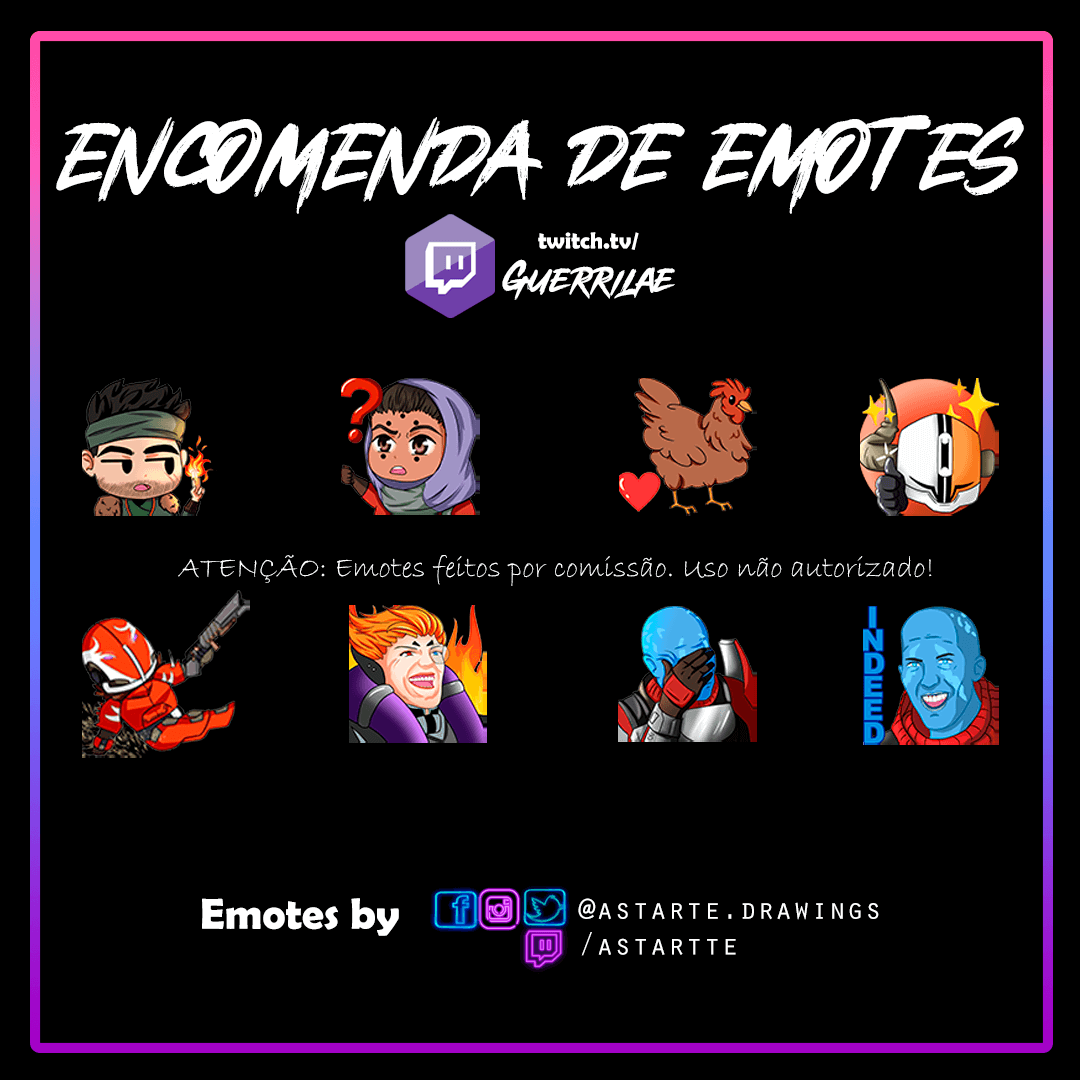 ENCOMENDA DE EMOTES
twitch.tv/
GUERRILAE
?
ATENÇÃO: Emotes feitos por comissão. Uso não autorizado!
INDEED
Emotes by
@ASTARTE.DRAWINGS
/ASTARTTE